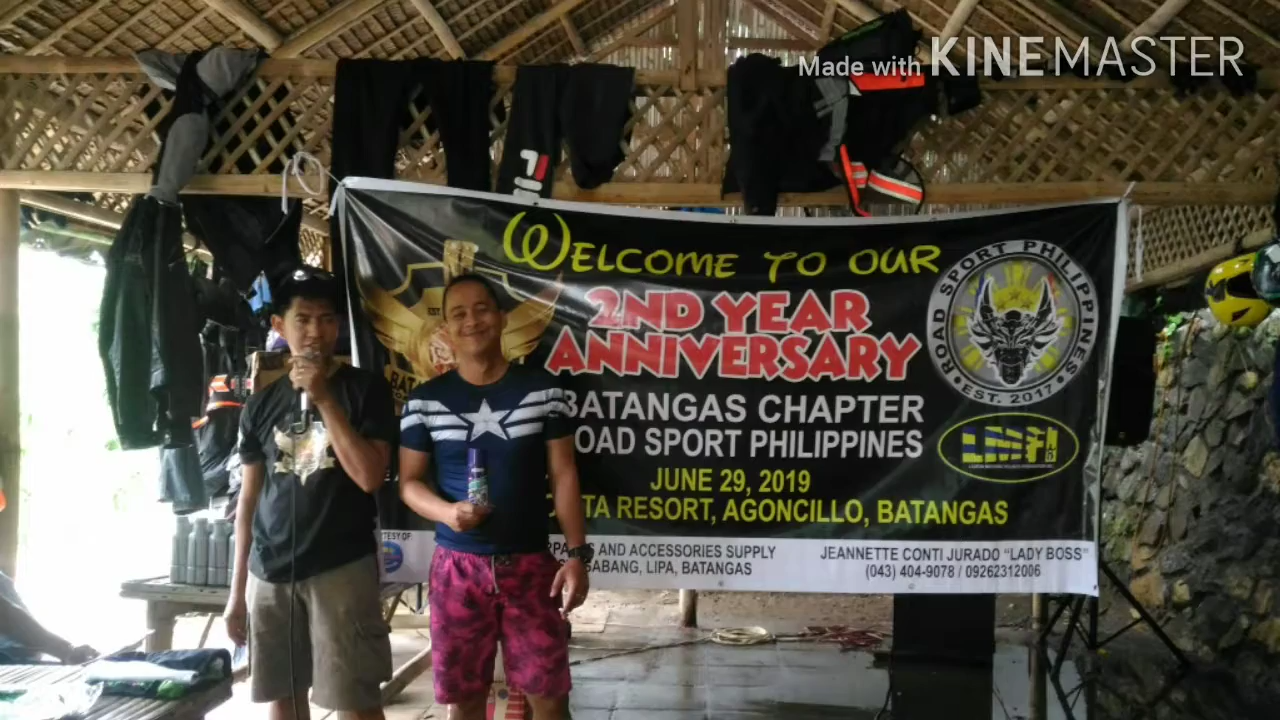 Made with KINEMASTER
FILA
WELCOME TO OUR
2ND YEAR
ANNIVERSARY
BATANGAS CHAPTER
OAD SPORT PHILIPPINES
JUNE 29, 2019
TA RESORT, AGONCILLO, BATANGAS
ROAD SPORT PHILIPPINES
• EST. 2017 •
LMFI
AND ACCESSORIES SUPPLY
SABANG, LIPA, BATANGAS
JEANNETTE CONTI JURADO "LADY BOSS"
(043) 404-9078 / 09262312006